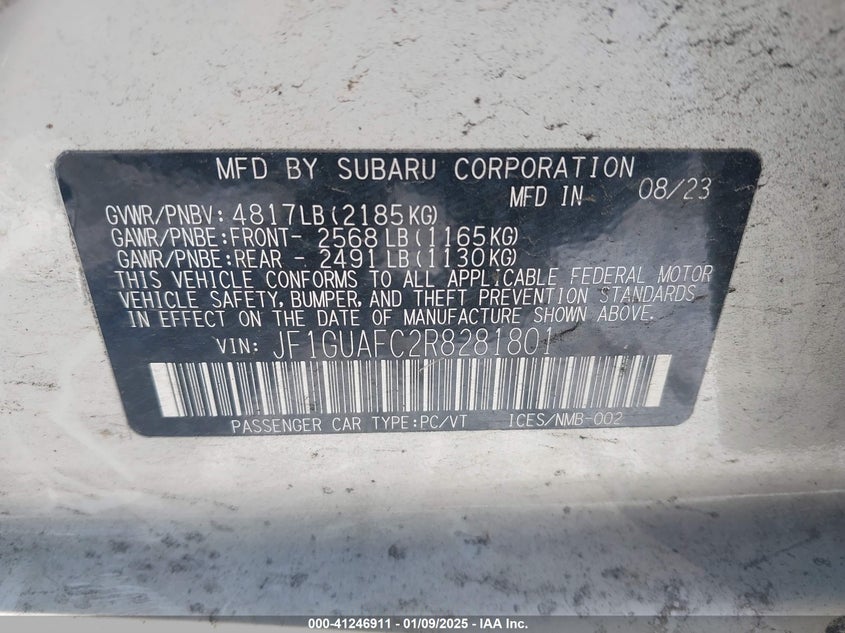 MFD BY SUBARU CORPORATION
MFD IN 08/23
GVWR/PNBV: 4817LB(2185KG)
GAWR/PNBE:FRONT- 2568LB(1165KG)
GAWR/PNBE:REAR - 2491LB(1130KG)
THIS VEHICLE CONFORMS TO ALL APPLICABLE FEDERAL MOTOR
VEHICLE SAFETY, BUMPER, AND THEFT PREVENTION STANDARDS
IN EFFECT ON THE DATE OF MANUFACTURE SHOWN ABOVE.
VIN: JF1GUAFC2R8281801
PASSENGER CAR TYPE:PC/VT ICES/NMB-002
000-41246911 - 01/09/2025 - IAA Inc.